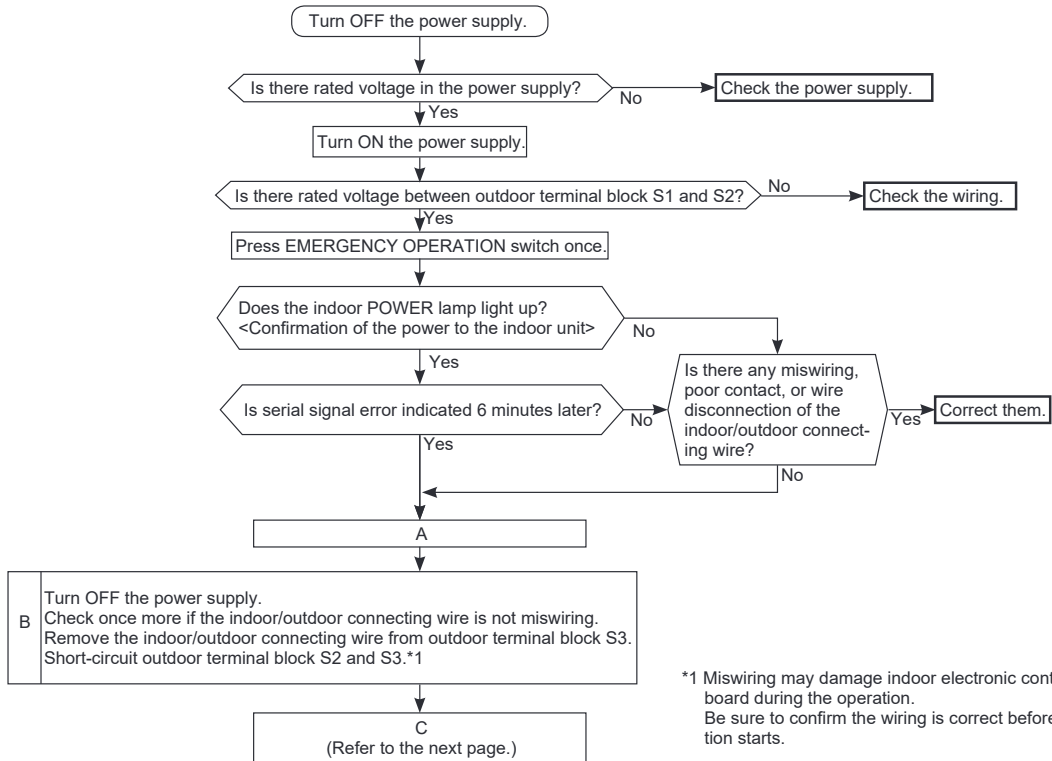 Turn OFF the power supply.
Is there rated voltage in the power supply?
No
Check the power supply.
Yes
Turn ON the power supply.
Is there rated voltage between outdoor terminal block S1 and S2?
No
Check the wiring.
Yes
Press EMERGENCY OPERATION switch once.
Does the indoor POWER lamp light up?
<Confirmation of the power to the indoor unit>
No
Yes
Is there any miswiring,
poor contact, or wire
disconnection of the
indoor/outdoor connect-
ing wire?
Is serial signal error indicated 6 minutes later?
No
Yes
Correct them.
Yes
No
A
B
Turn OFF the power supply.
Check once more if the indoor/outdoor connecting wire is not miswiring.
Remove the indoor/outdoor connecting wire from outdoor terminal block S3.
Short-circuit outdoor terminal block S2 and S3.*1
*1 Miswiring may damage indoor electronic cont
board during the operation.
Be sure to confirm the wiring is correct before
tion starts.
C
(Refer to the next page.)